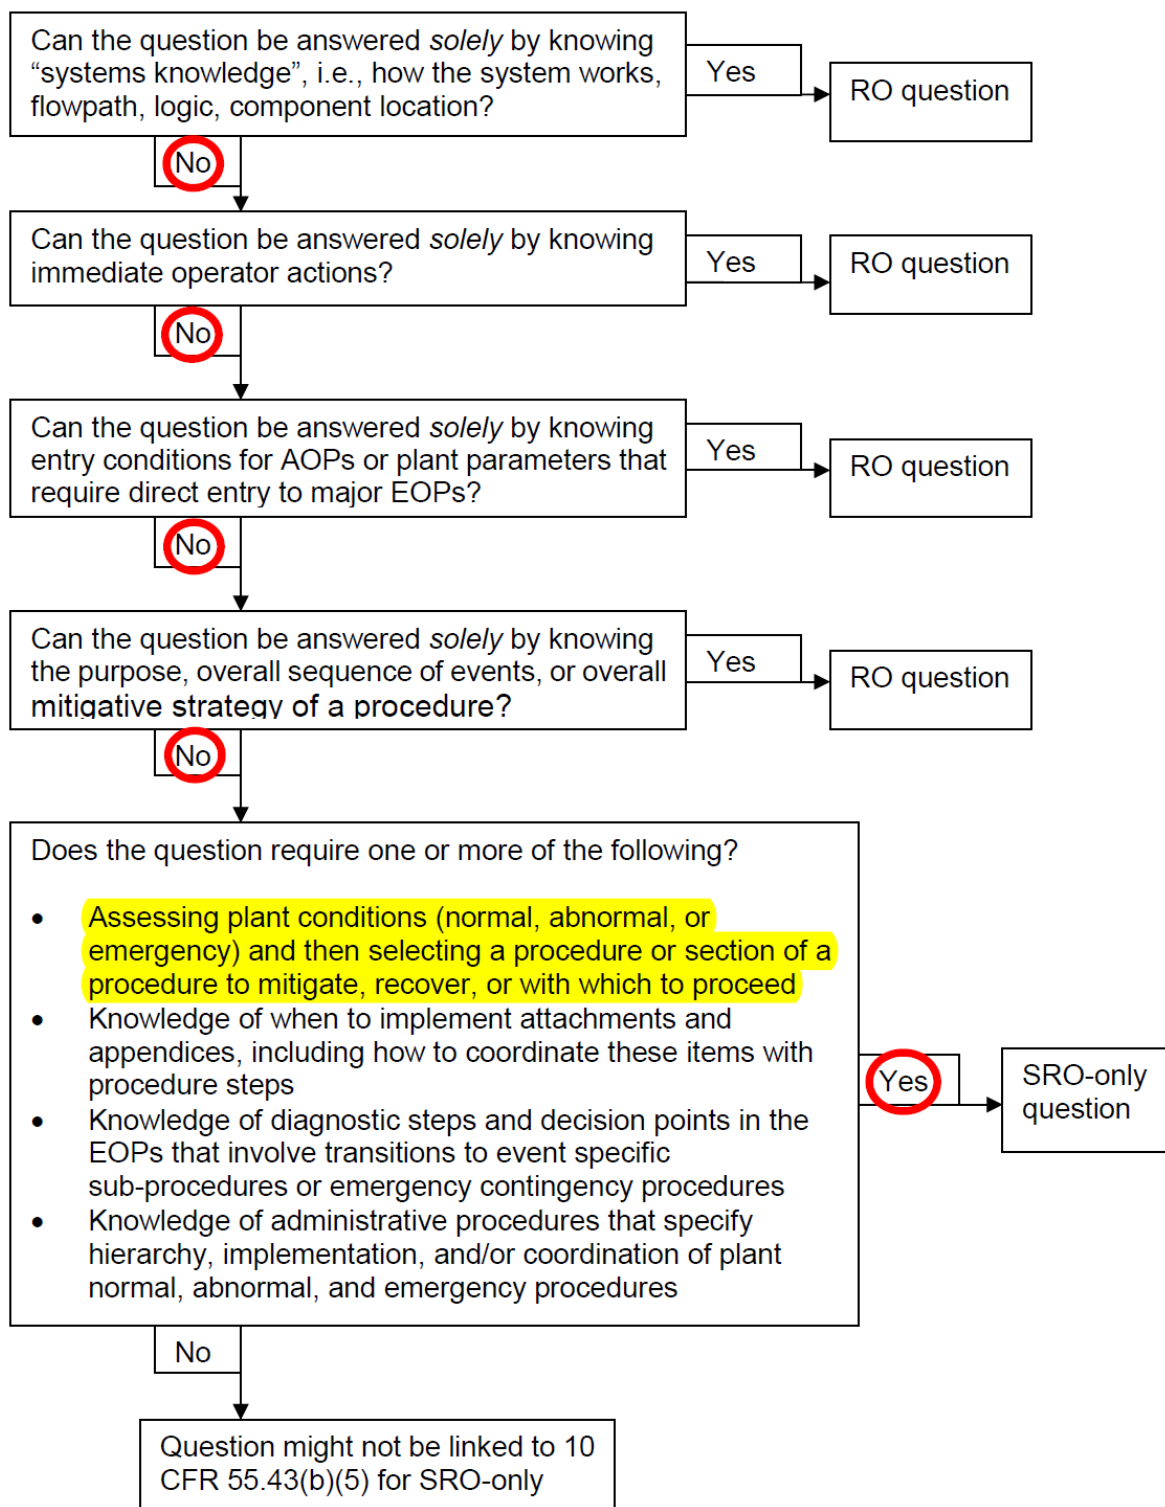 Can the question be answered solely by knowing
“systems knowledge”, i.e., how the system works,
flowpath, logic, component location?
Yes
RO question
No
Can the question be answered solely by knowing
immediate operator actions?
Yes
RO question
No
Can the question be answered solely by knowing
entry conditions for AOPs or plant parameters that
require direct entry to major EOPs?
Yes
RO question
No
Can the question be answered solely by knowing
the purpose, overall sequence of events, or overall
mitigative strategy of a procedure?
Yes
RO question
No
Does the question require one or more of the following?
• Assessing plant conditions (normal, abnormal, or
emergency) and then selecting a procedure or section of a
procedure to mitigate, recover, or with which to proceed
• Knowledge of when to implement attachments and
appendices, including how to coordinate these items with
procedure steps
• Knowledge of diagnostic steps and decision points in the
EOPs that involve transitions to event specific
sub-procedures or emergency contingency procedures
• Knowledge of administrative procedures that specify
hierarchy, implementation, and/or coordination of plant
normal, abnormal, and emergency procedures
Yes
SRO-only
question
No
Question might not be linked to 10
CFR 55.43(b)(5) for SRO-only